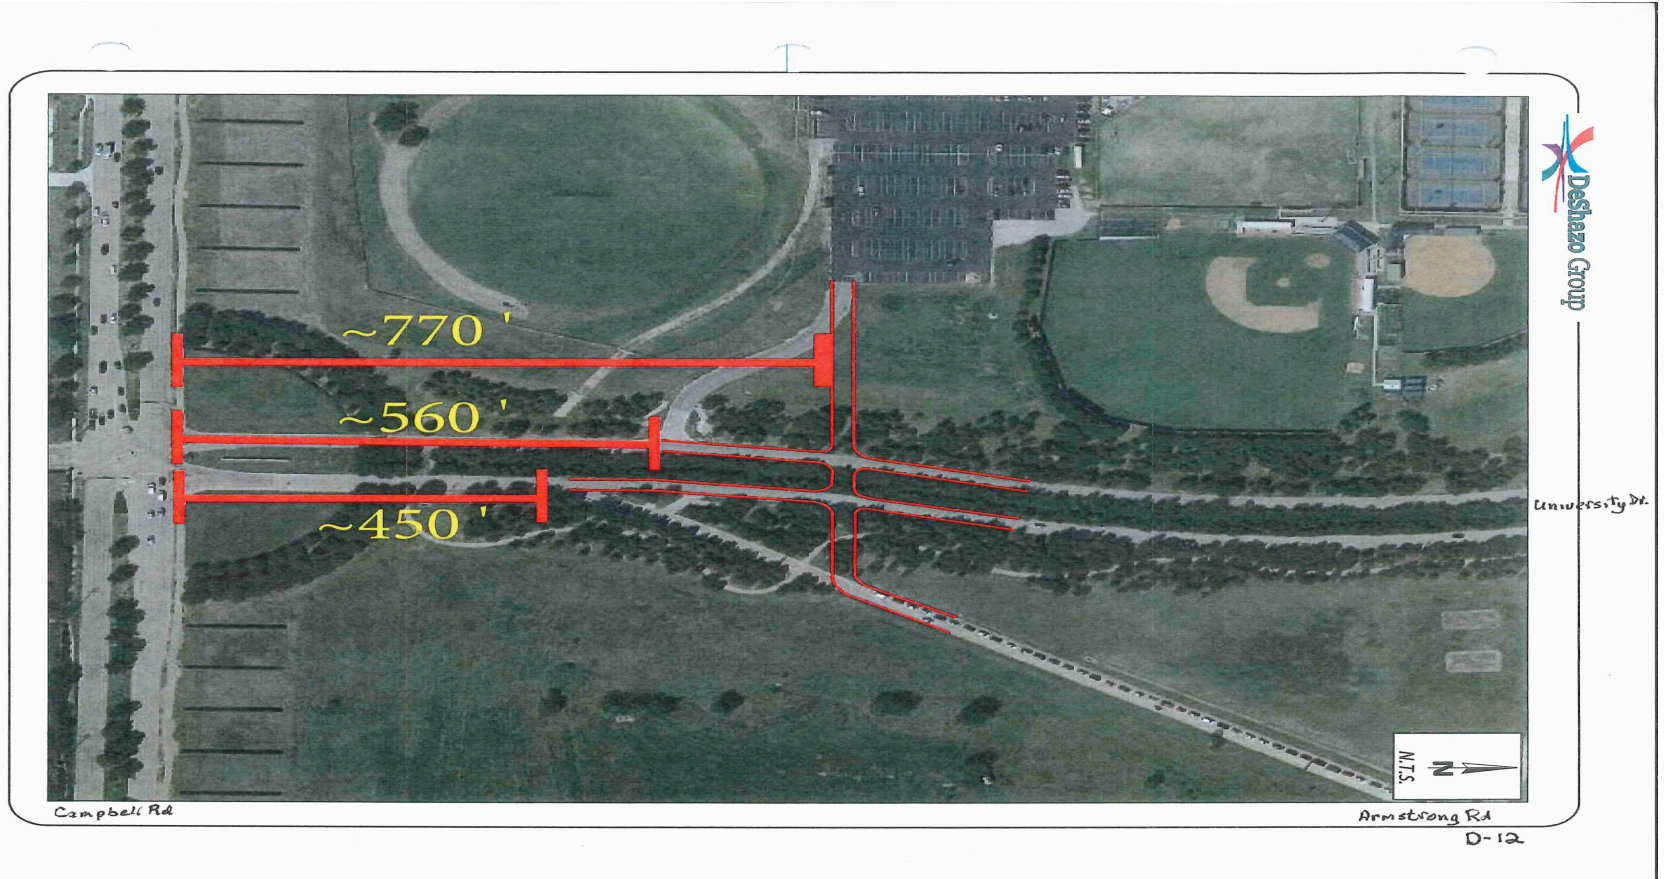 ~770 '
~560 '
~450 '
DeShazo Group
University Dr.
N
N.T.S.
Campbell Rd
Armstrong Rd
D-12